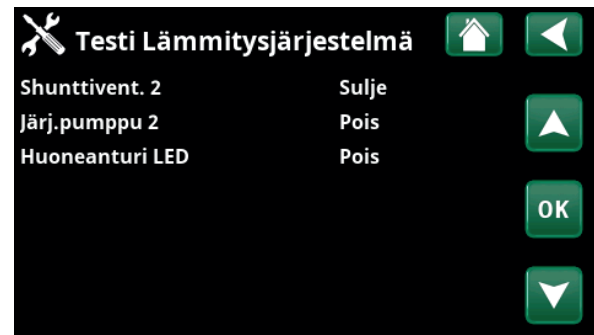 Testi Lämmitysjärjestelmä
Shunttivent. 2 Sulje
Järj.pumppu 2 Pois
Huoneanturi LED Pois
OK